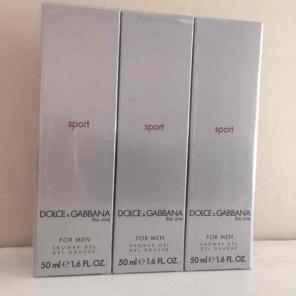 sport
DOLCE & GABBANA
the one
FOR MEN
SHOWER GEL
GEL DOUCHE
50 ml e 1.6 FL. OZ.
sport
DOLCE & GABBANA
the one
FOR MEN
SHOWER GEL
GEL DOUCHE
50 ml e 1.6 FL. OZ.
sport
DOLCE & GABBANA
the one
FOR MEN
SHOWER GEL
GEL DOUCHE
50 ml e 1.6 FL. OZ.